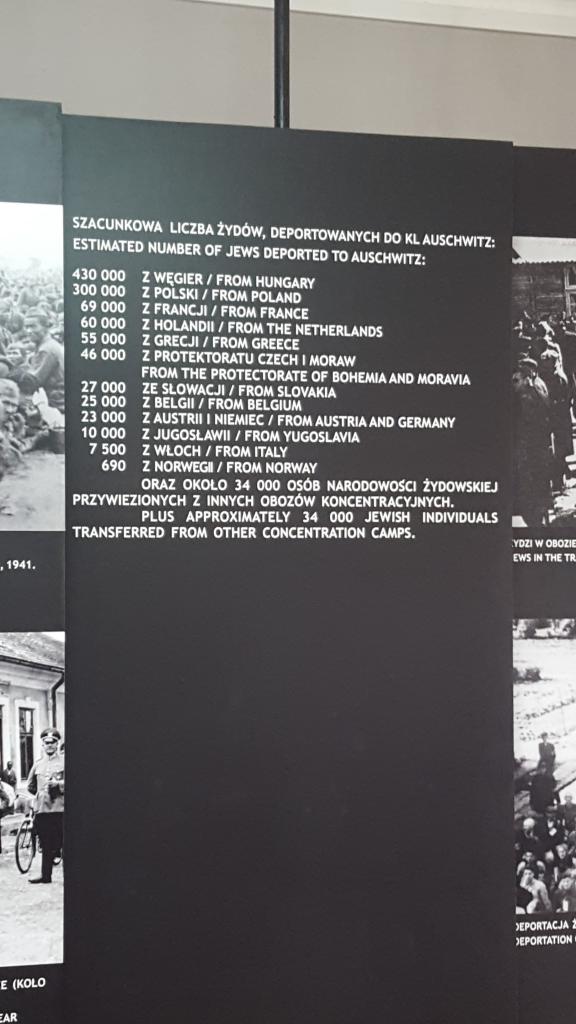 SZACUNKOWA LICZBA ŻYDÓW, DEPORTOWANYCH DO KL AUSCHWITZ:
ESTIMATED NUMBER OF JEWS DEPORTED TO AUSCHWITZ:
430 000 Z WĘGIER / FROM HUNGARY
300 000 Z POLSKI / FROM POLAND
69 000 Z FRANCJI / FROM FRANCE
60 000 Z HOLANDII / FROM THE NETHERLANDS
55 000 Z GRECJI / FROM GREECE
46 000 Z PROTEKTORATU CZECH I MORAW
FROM THE PROTECTORATE OF BOHEMIA AND MORAVIA
27 000 ZE SŁOWACJI / FROM SLOVAKIA
25 000 Z BELGII / FROM BELGIUM
23 000 Z AUSTRII I NIEMIEC / FROM AUSTRIA AND GERMANY
10 000 Z JUGOSŁAWII / FROM YUGOSLAVIA
7 500 Z WŁOCH / FROM ITALY
690 Z NORWEGII / FROM NORWAY
ORAZ OKOŁO 34 000 OSÓB NARODOWOŚCI ŻYDOWSKIEJ
PRZYWIEZIONYCH Z INNYCH OBOZÓW KONCENTRACYJNYCH.
PLUS APPROXIMATELY 34 000 JEWISH INDIVIDUALS
TRANSFERRED FROM OTHER CONCENTRATION CAMPS.
, 1941.
E (KOŁO
EAR
YDZI W OBOZIE
EWS IN THE TR
DEPORTACJA Ż
DEPORTATION